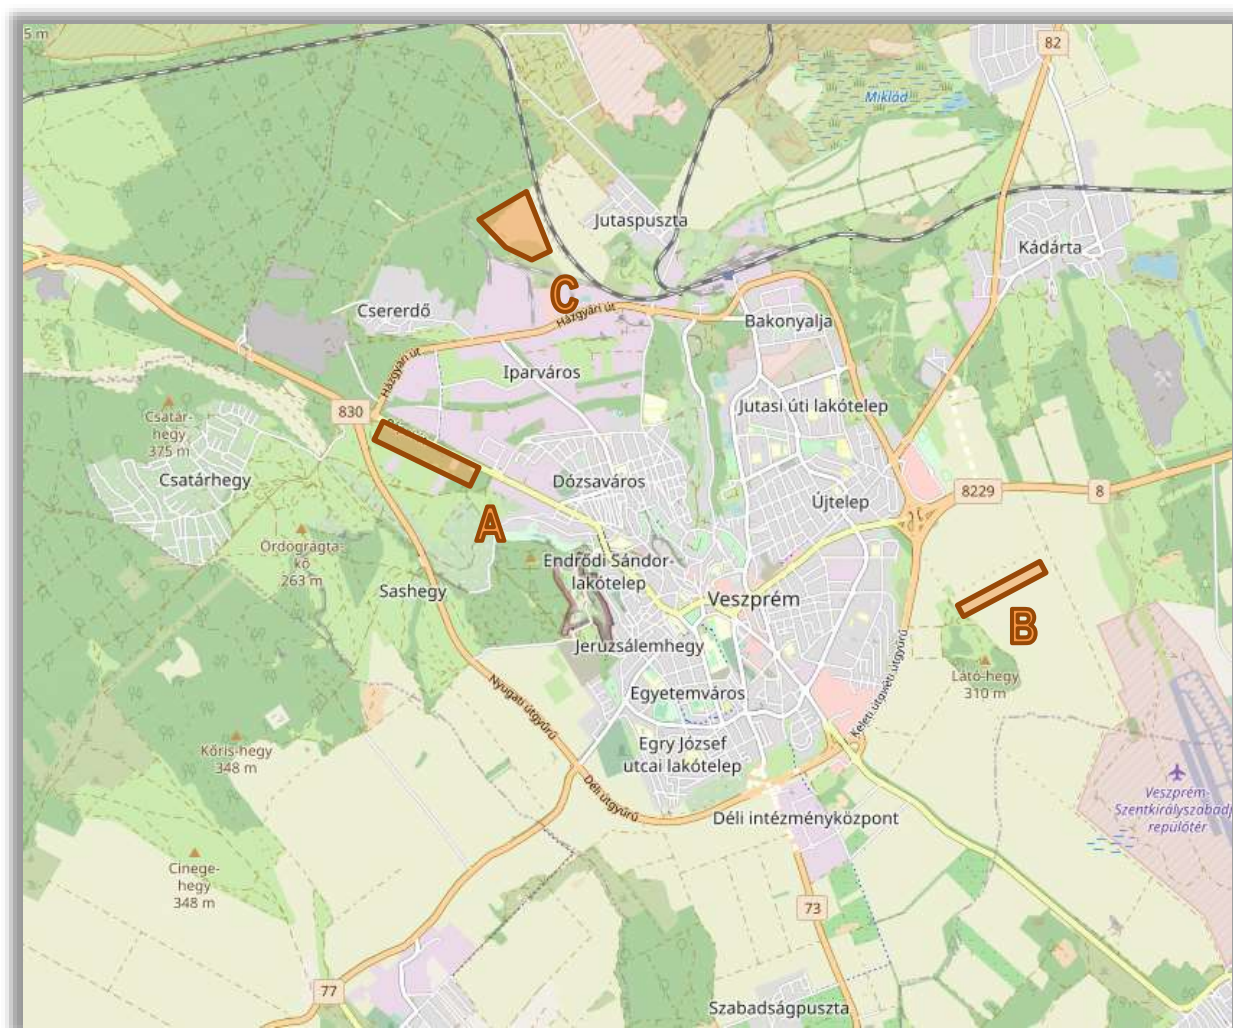 5 m
82
Miklád
Jutaspuszta
Kádárta
C
Csererdő
Házgyári út
Bakonyalja
Házgyári út
Iparváros
830
Jutasi úti lakótelep
Csatár-
hegy
375 m
Csatárhegy
Dózsaváros
Újtelep
8229
8
A
Ördögrágta-
kő
263 m
Endrődi Sándor-
lakótelep
Sashegy
Veszprém
B
Jeruzsálemhegy
Látó-hegy
310 m
Egyetemváros
Nyugati útgyűrű
Keleti útgyűrű
Kőris-hegy
348 m
Egry József
utcai lakótelep
Déli útgyűrű
Veszprém-
Szentkirályszabadj
repülőtér
Déli intézményközpont
Cinege-
hegy
348 m
73
77
Szabadságpuszta